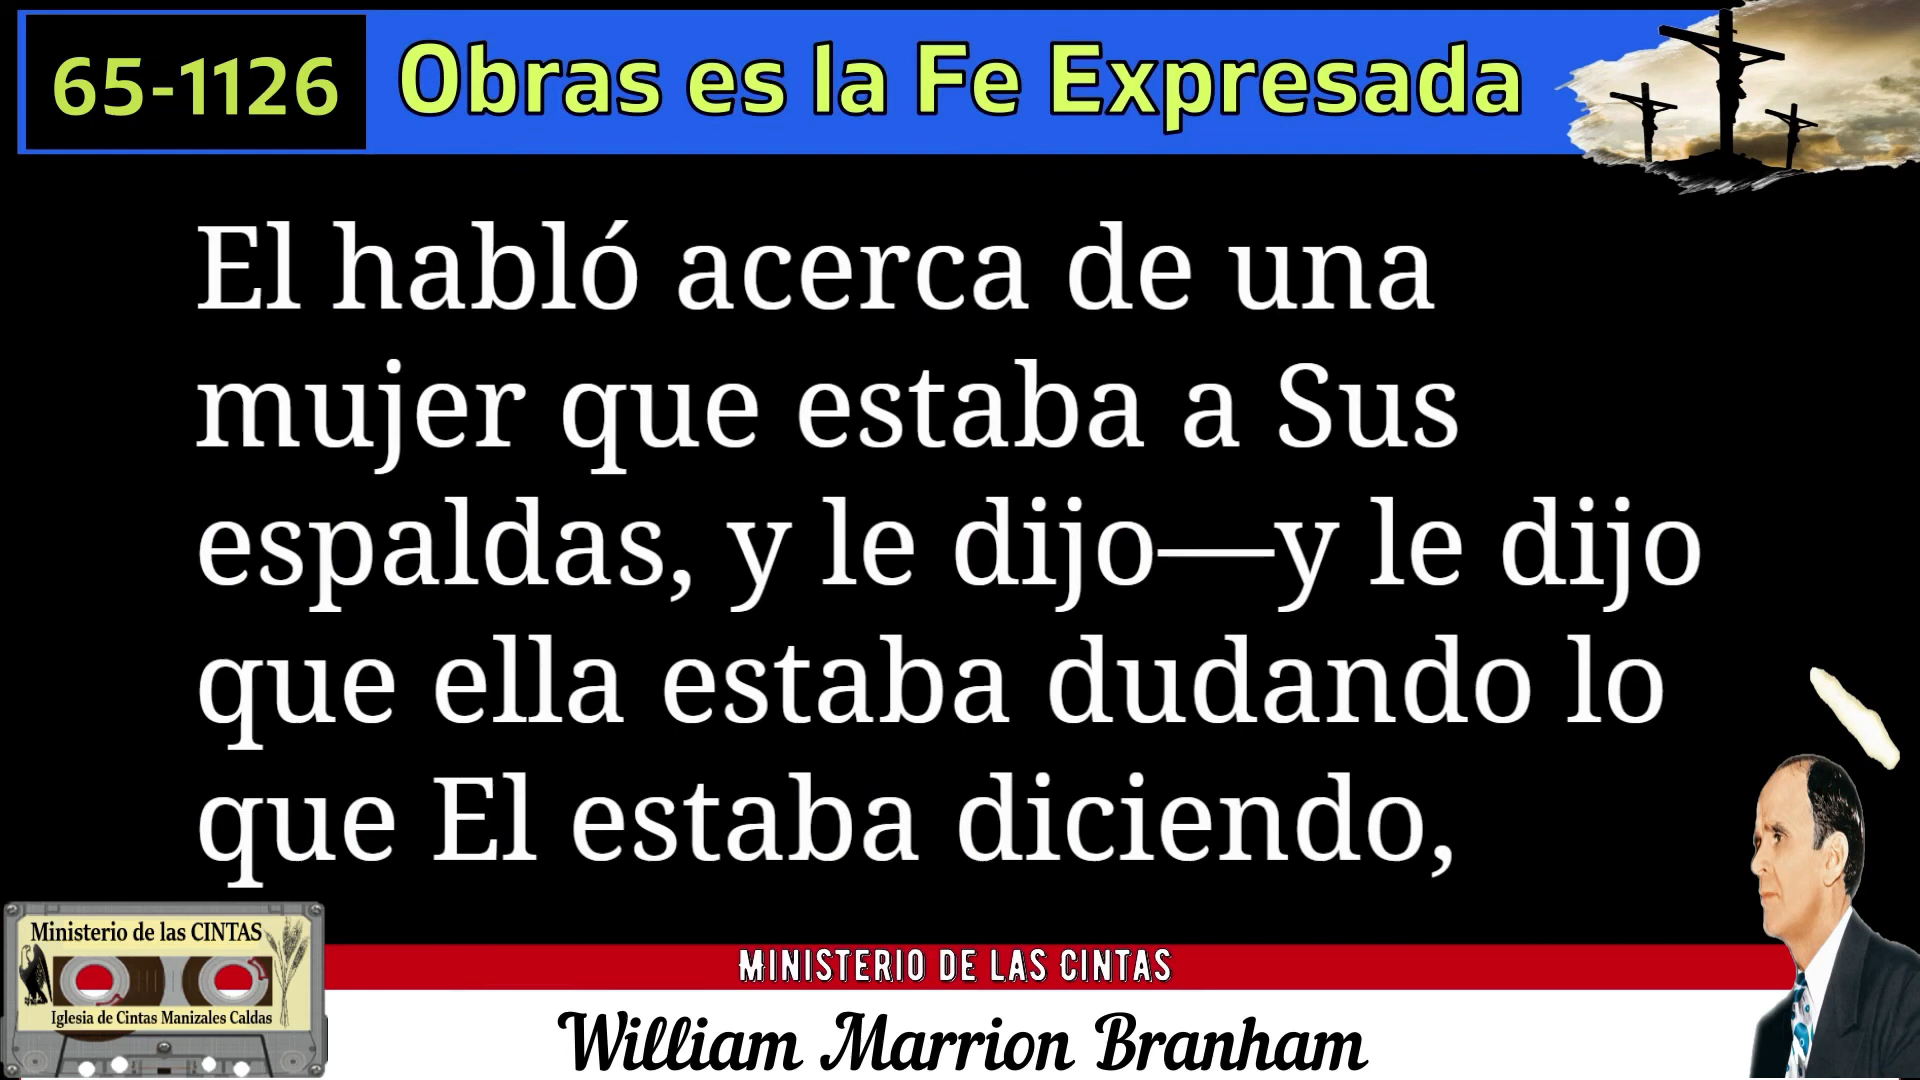 65-1126
Obras es la Fe Expresada
El habló acerca de una
mujer que estaba a Sus
espaldas, y le dijo—y le dijo
que ella estaba dudando lo
que El estaba diciendo,
Ministerio de las CINTAS
Iglesia de Cintas Manizales Caldas
MINISTERIO DE LAS CINTAS
William Marrion Branham